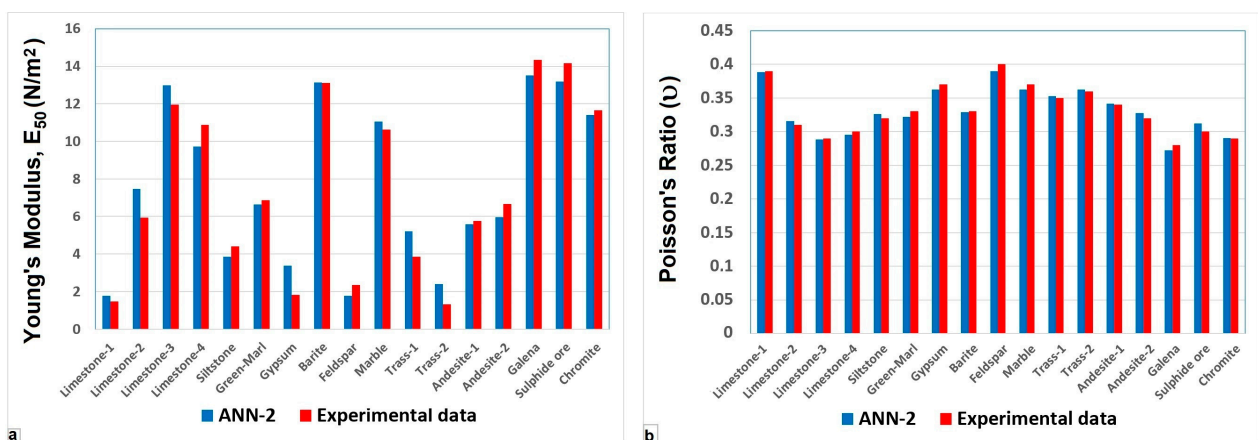 Young's Modulus, E50 (N/m²)
16
14
12
10
8
6
4
2
0
Limestone-1
Limestone-2
Limestone-3
Limestone-4
Siltstone
Green-Marl
Gypsum
Barite
Feldspar
Marble
Trass-1
Trass-2
Andesite-1
Andesite-2
Galena
Sulphide ore
Chromite
ANN-2 Experimental data
a
Poisson's Ratio (υ)
0.45
0.4
0.35
0.3
0.25
0.2
0.15
0.1
0.05
0
Limestone-1
Limestone-2
Limestone-3
Limestone-4
Siltstone
Green-Marl
Gypsum
Barite
Feldspar
Marble
Trass-1
Trass-2
Andesite-1
Andesite-2
Galena
Sulphide ore
Chromite
ANN-2 Experimental data
b